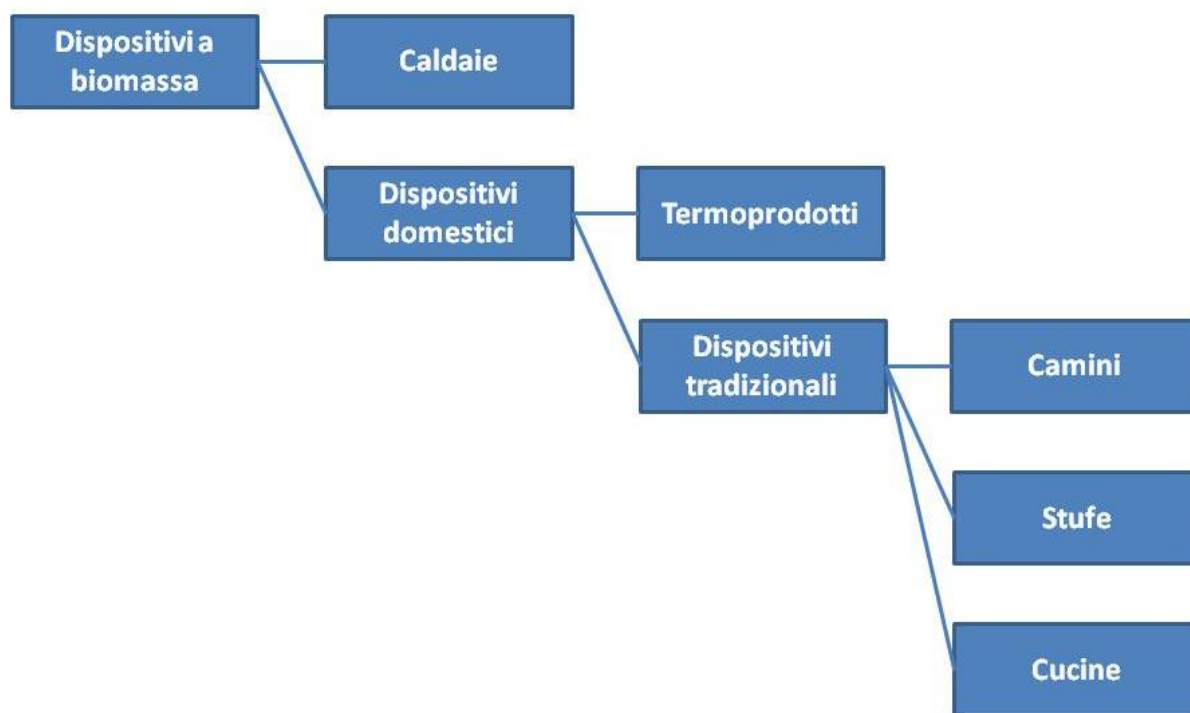 Dispositivi a
biomassa
Caldaie
Dispositivi
domestici
Termoprodotti
Dispositivi
tradizionali
Camini
Stufe
Cucine